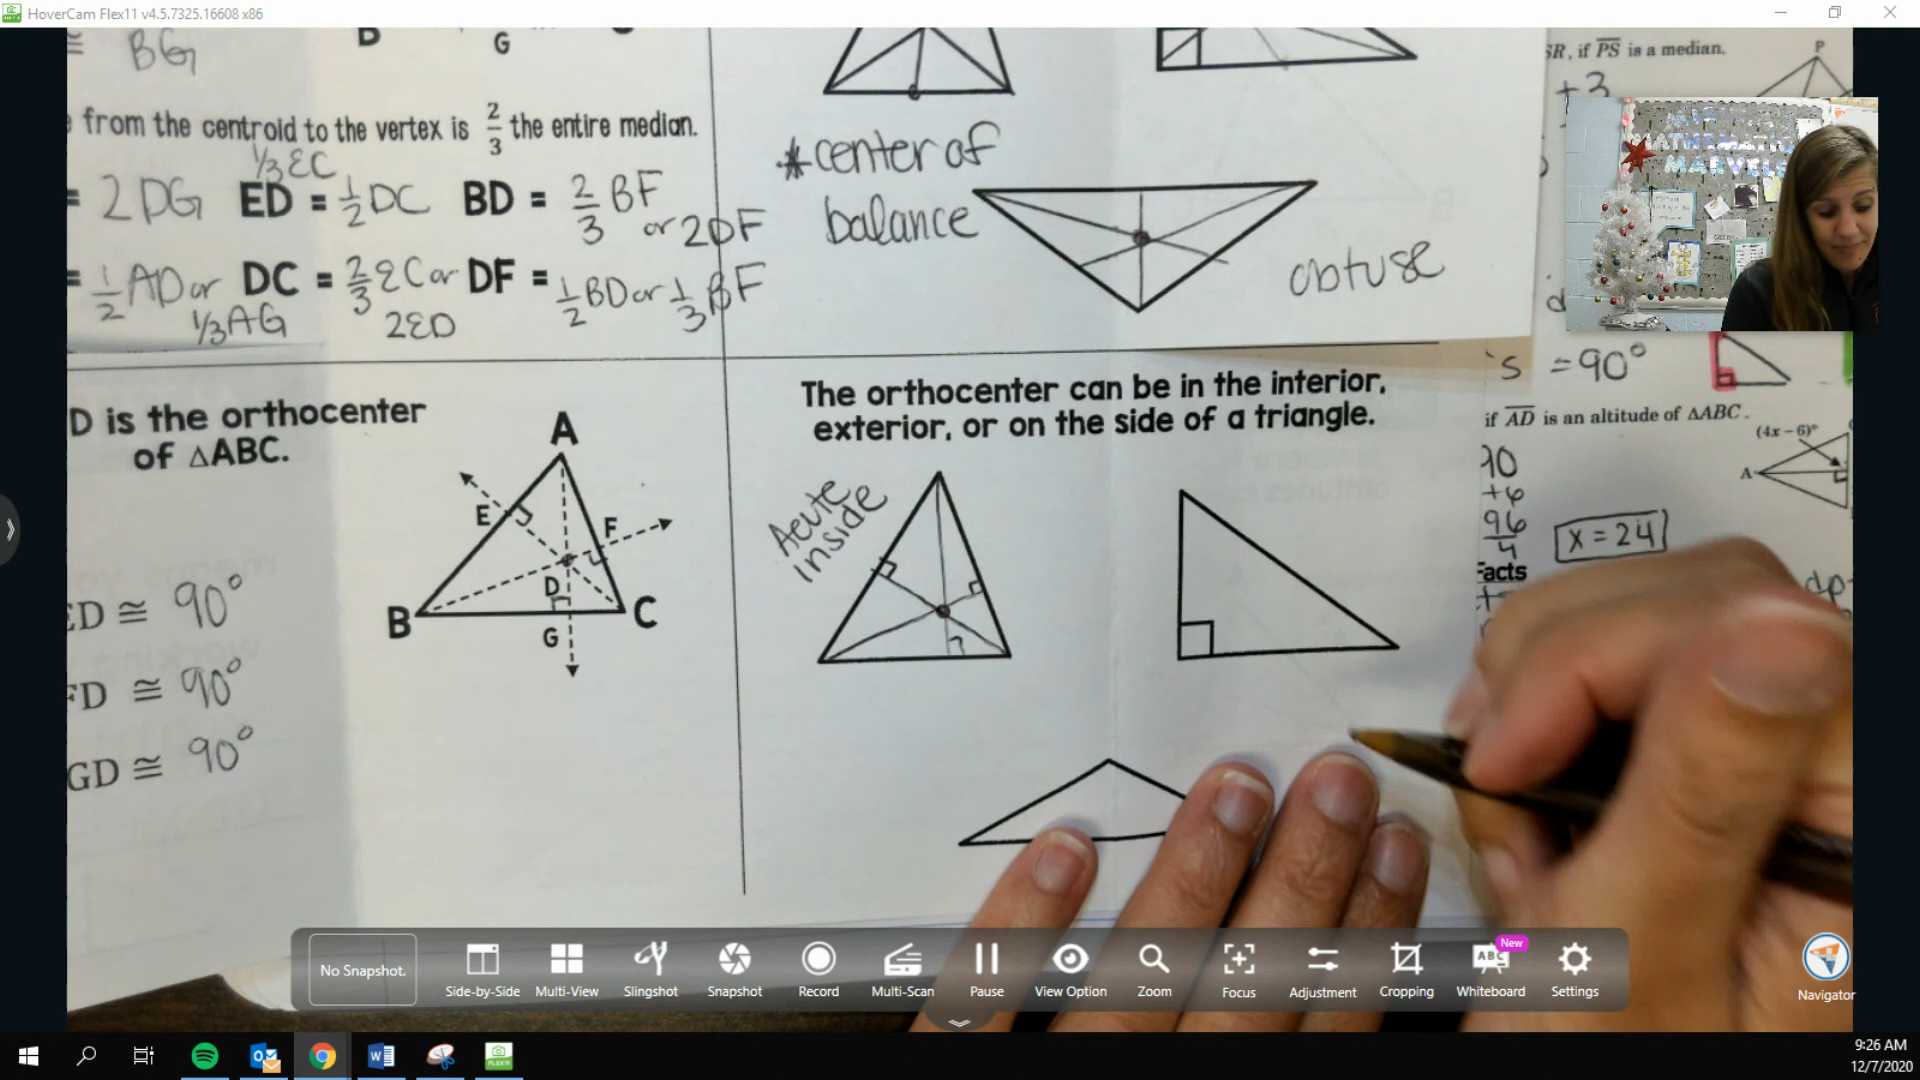 HoverCam Flex11 v4.5.7325.16608 x86
≅ BG
G
from the centroid to the vertex is 2/3 the entire median.
1/3 EC
= 2DG ED = 1/2 DC BD = 2/3 BF
or 2DF
= 1/2 AD or DC = 2/3 EC or DF = 1/2 BD or 1/3 BF
1/3 AG 2ED
*center of
balance
obtuse
SR, if PS is a median.
P
+3
's = 90°
if AD is an altitude of △ABC.
(4x – 6)°
A
90
+6
96
4
x = 24
Facts
D is the orthocenter
of △ABC.
A
E
F
D
B
C
G
ED ≅ 90°
FD ≅ 90°
GD ≅ 90°
The orthocenter can be in the interior,
exterior, or on the side of a triangle.
Acute
inside
No Snapshot.
Side-by-Side
Multi-View
Slingshot
Snapshot
Record
Multi-Scan
Pause
View Option
Zoom
Focus
Adjustment
Cropping
New
ABC
Whiteboard
Settings
Navigator
9:26 AM
12/7/2020